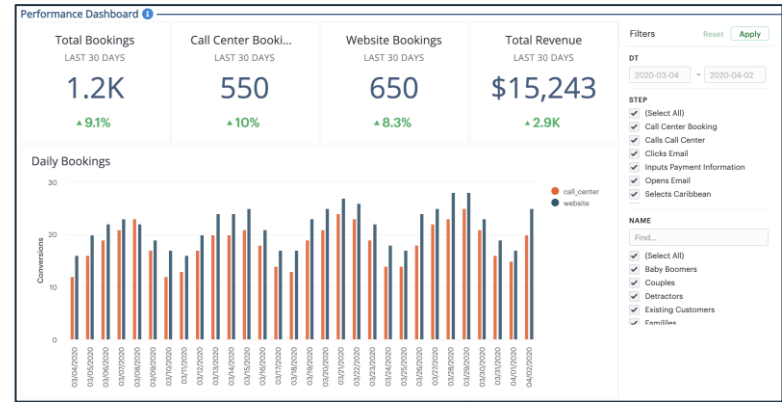 Performance Dashboard i
Total Bookings
LAST 30 DAYS
1.2K
▲ 9.1%
Call Center Booki...
LAST 30 DAYS
550
▲ 10%
Website Bookings
LAST 30 DAYS
650
▲ 8.3%
Total Revenue
LAST 30 DAYS
$15,243
▲ 2.9K
Daily Bookings
Conversions
30
20
10
0
call_center
website
03/04/2020
03/05/2020
03/06/2020
03/07/2020
03/08/2020
03/09/2020
03/10/2020
03/11/2020
03/12/2020
03/13/2020
03/14/2020
03/15/2020
03/16/2020
03/17/2020
03/18/2020
03/19/2020
03/20/2020
03/21/2020
03/22/2020
03/23/2020
03/24/2020
03/25/2020
03/26/2020
03/27/2020
03/28/2020
03/29/2020
03/30/2020
03/31/2020
04/01/2020
04/02/2020
Filters Reset Apply
DT
2020-03-04 - 2020-04-02
STEP
(Select All)
Call Center Booking
Calls Call Center
Clicks Email
Inputs Payment Information
Opens Email
Selects Caribbean
NAME
Find...
(Select All)
Baby Boomers
Couples
Detractors
Existing Customers